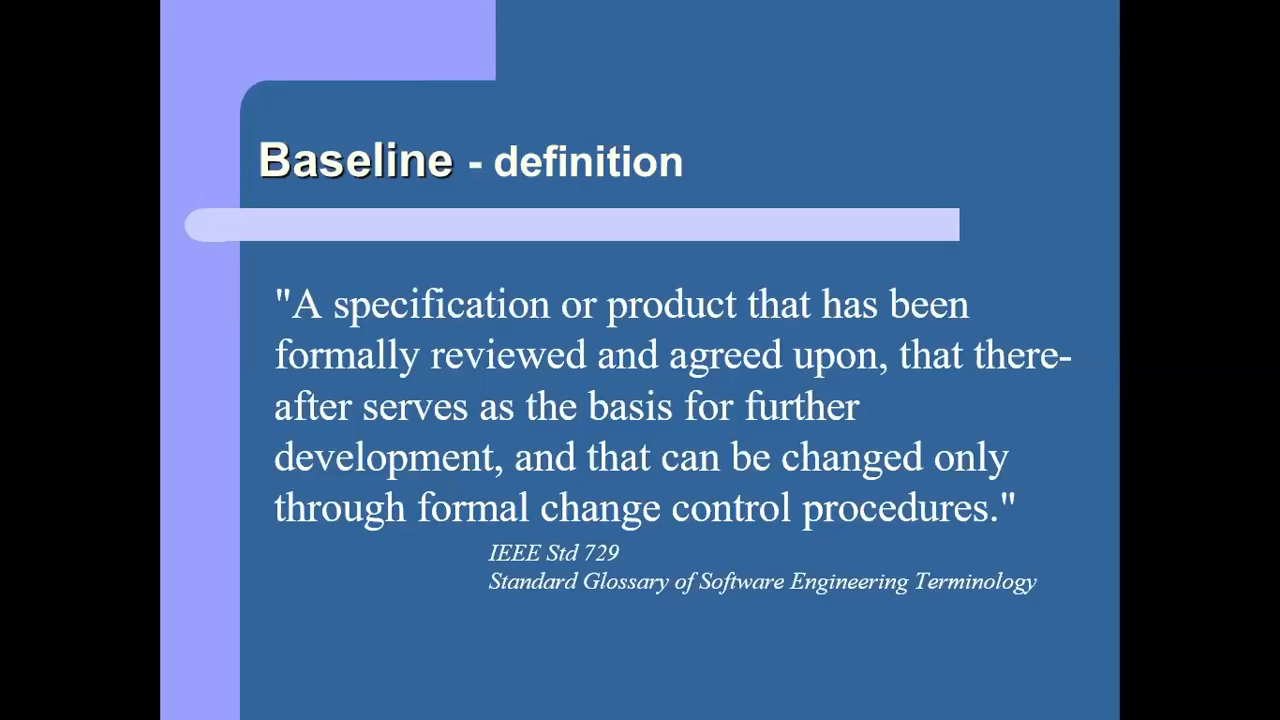 Baseline - definition
"A specification or product that has been
formally reviewed and agreed upon, that there-
after serves as the basis for further
development, and that can be changed only
through formal change control procedures."
IEEE Std 729
Standard Glossary of Software Engineering Terminology